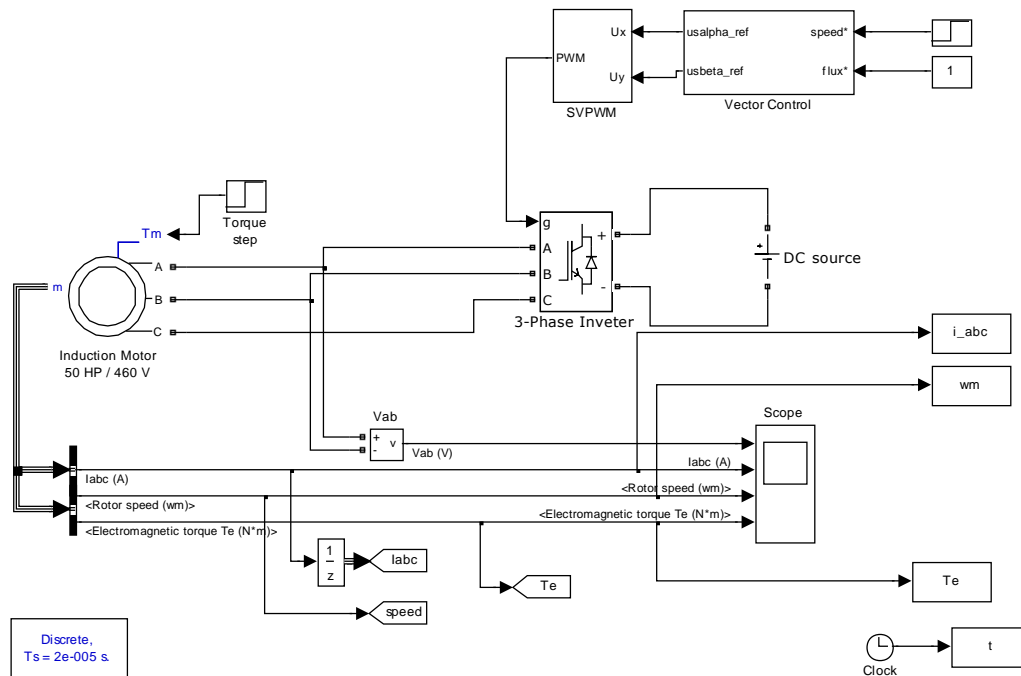 Ux
usalpha_ref
speed*
PWM
Uy
usbeta_ref
flux*
1
SVPWM
Vector Control
Torque
step
Tm
g
A
A
+
B
B
-
C
C
m
+
DC source
3-Phase Inveter
Induction Motor
50 HP / 460 V
i_abc
wm
Vab
+
-
v
Vab (V)
Scope
Iabc (A)
Iabc (A)
<Rotor speed (wm)>
<Rotor speed (wm)>
<Electromagnetic torque Te (N*m)>
<Electromagnetic torque Te (N*m)>
1
z
Iabc
Te
Te
speed
Discrete,
Ts = 2e-005 s.
t
Clock